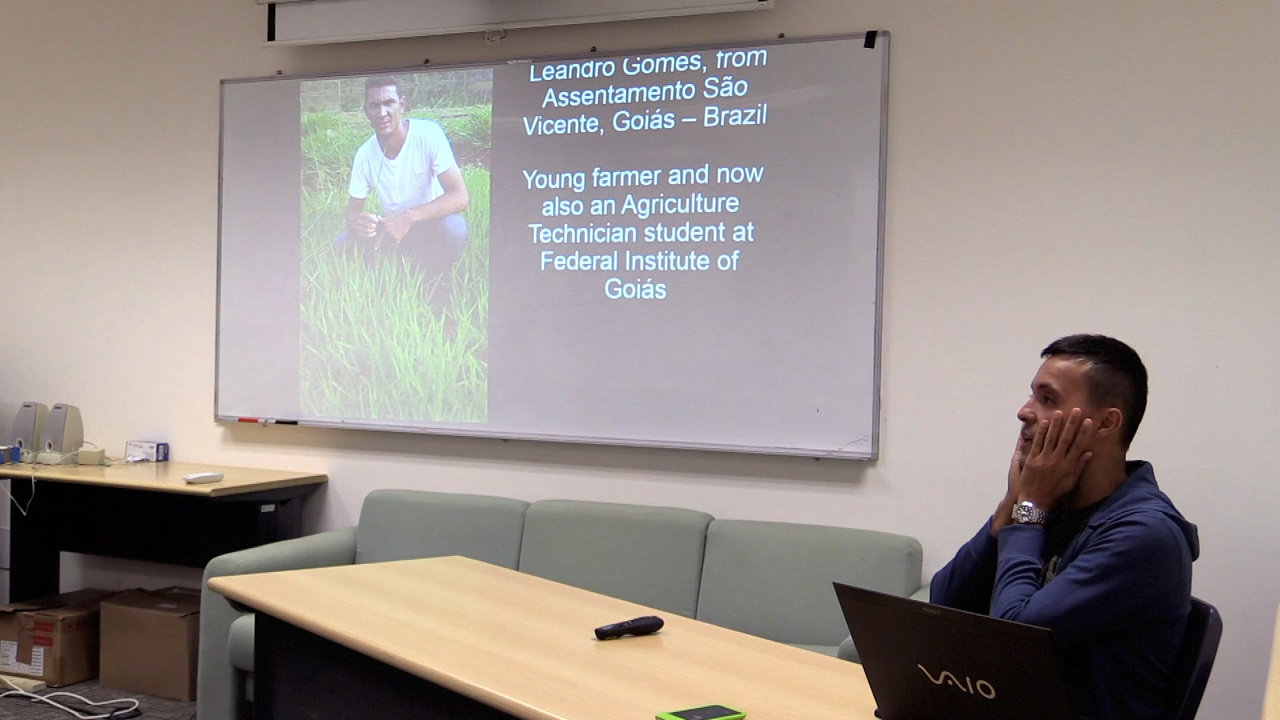 Leandro Gomes, from
Assentamento São
Vicente, Goiás – Brazil
Young farmer and now
also an Agriculture
Technician student at
Federal Institute of
Goiás
VAIO